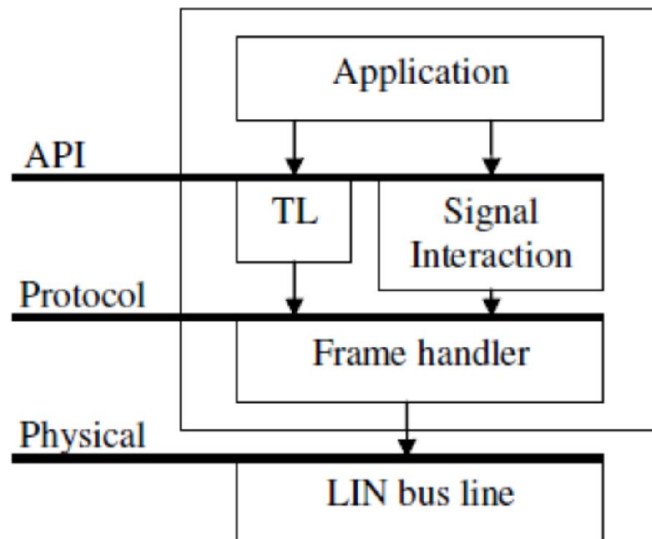 Application
API
TL
Signal
Interaction
Protocol
Frame handler
Physical
LIN bus line